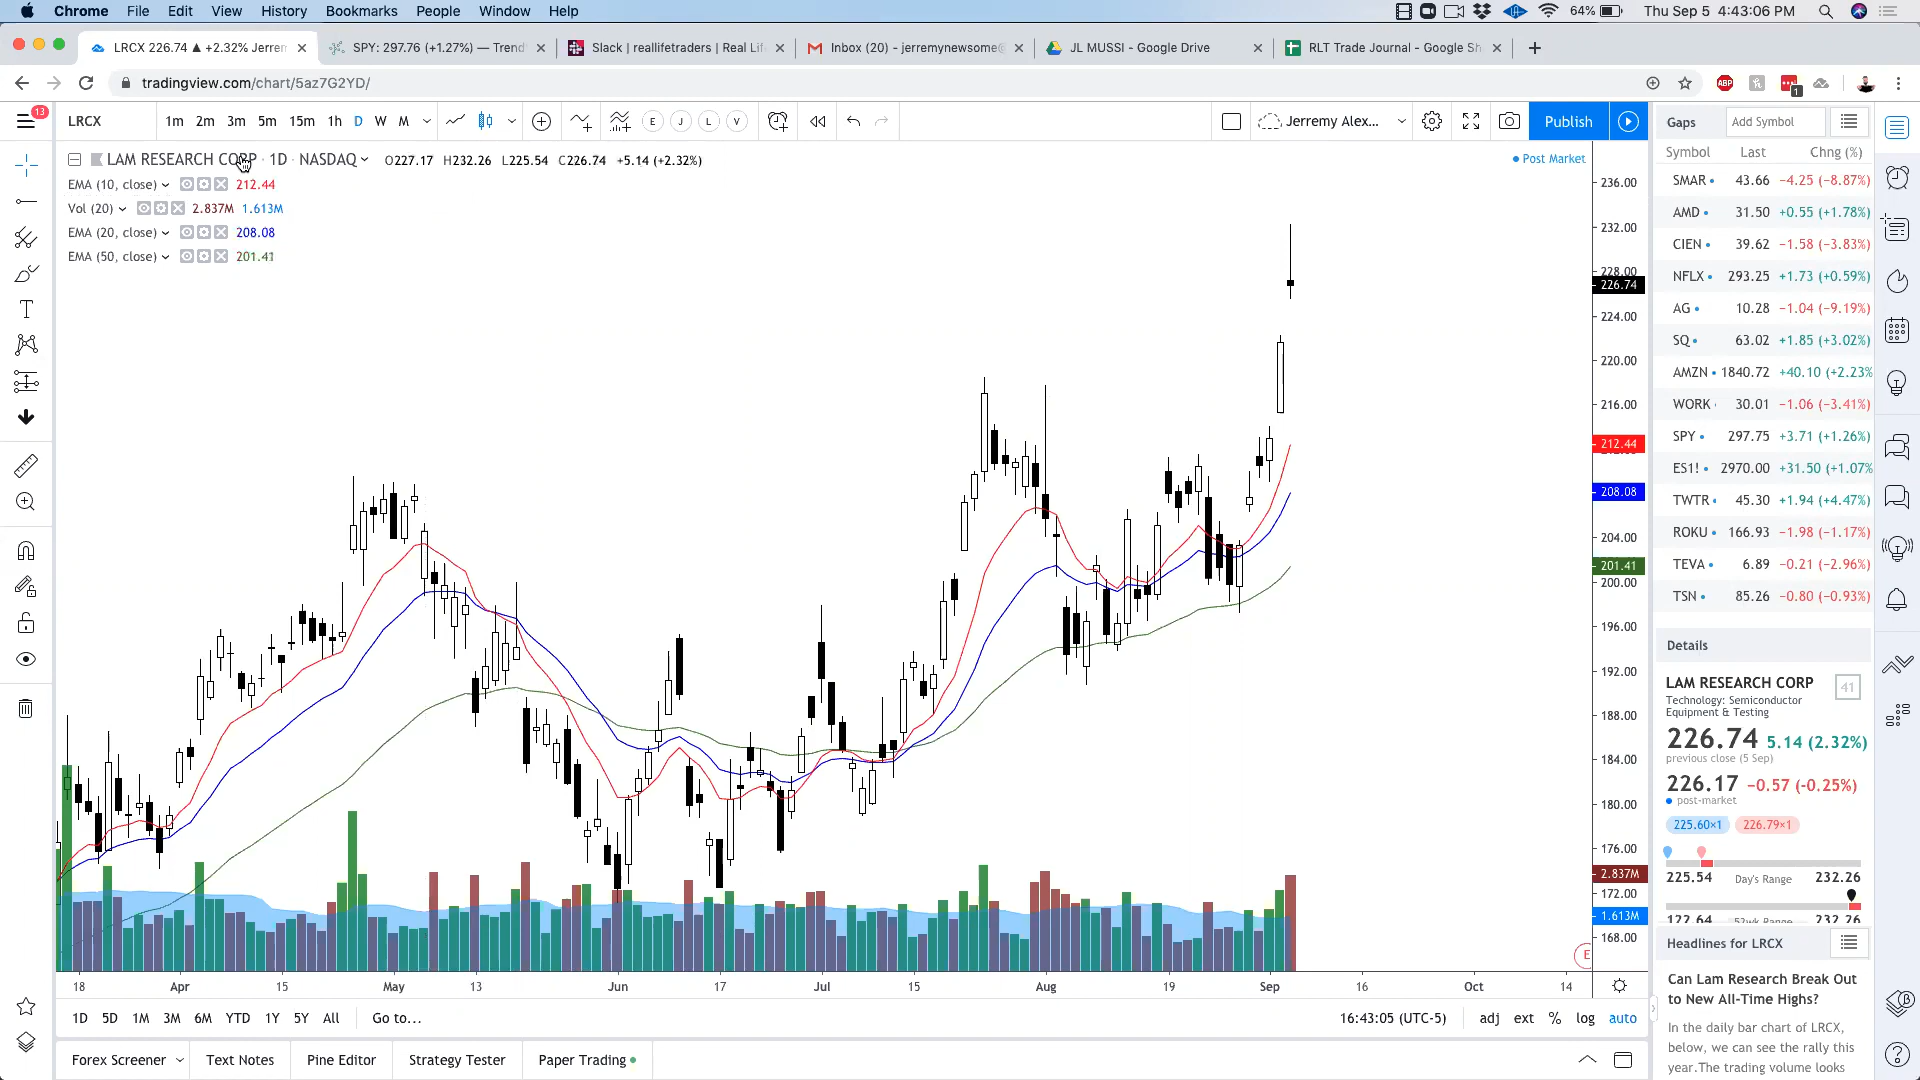 Chrome File Edit View History Bookmarks People Window Help 64% Thu Sep 5 4:43:06 PM
LRCX 226.74 ▲ +2.32% Jerren SPY: 297.76 (+1.27%) — Trend Slack | reallifetraders | Real Lif Inbox (20) - jerremynewsome@ JL MUSSI - Google Drive RLT Trade Journal - Google Sh
tradingview.com/chart/5az7G2YD/ ABP 1
13
LRCX 1m 2m 3m 5m 15m 1h D W M E J L V Jerremy Alex... Publish
LAM RESEARCH CORP · 1D · NASDAQ O227.17 H232.26 L225.54 C226.74 +5.14 (+2.32%)
EMA (10, close) 212.44
Vol (20) 2.837M 1.613M
EMA (20, close) 208.08
EMA (50, close) 201.41
Post Market
236.00
232.00
228.00
226.74
224.00
220.00
216.00
212.44
208.08
204.00
201.41
200.00
196.00
192.00
188.00
184.00
180.00
176.00
2.837M
172.00
1.613M
168.00
E
18 Apr 15 May 13 Jun 17 Jul 15 Aug 19 Sep 16 Oct 14
1D 5D 1M 3M 6M YTD 1Y 5Y All Go to... 16:43:05 (UTC-5) adj ext % log auto
Forex Screener Text Notes Pine Editor Strategy Tester Paper Trading
Gaps Add Symbol
Symbol Last Chng (%)
SMAR 43.66 −4.25 (−8.87%)
AMD 31.50 +0.55 (+1.78%)
CIEN 39.62 −1.58 (−3.83%)
NFLX 293.25 +1.73 (+0.59%)
AG 10.28 −1.04 (−9.19%)
SQ 63.02 +1.85 (+3.02%)
AMZN 1840.72 +40.10 (+2.23%
WORK 30.01 −1.06 (−3.41%)
SPY 297.75 +3.71 (+1.26%)
ES1! 2970.00 +31.50 (+1.07%
TWTR 45.30 +1.94 (+4.47%)
ROKU 166.93 −1.98 (−1.17%)
TEVA 6.89 −0.21 (−2.96%)
TSN 85.26 −0.80 (−0.93%)
Details
LAM RESEARCH CORP 41
Technology: Semiconductor
Equipment & Testing
226.74 5.14 (2.32%)
previous close (5 Sep)
226.17 −0.57 (-0.25%)
post-market
225.60×1 226.79×1
225.54 Day's Range 232.26
122.64 52wk Range 232.26
Headlines for LRCX
Can Lam Research Break Out
to New All-Time Highs?
In the daily bar chart of LRCX,
below, we can see the rally this
year.The trading volume looks